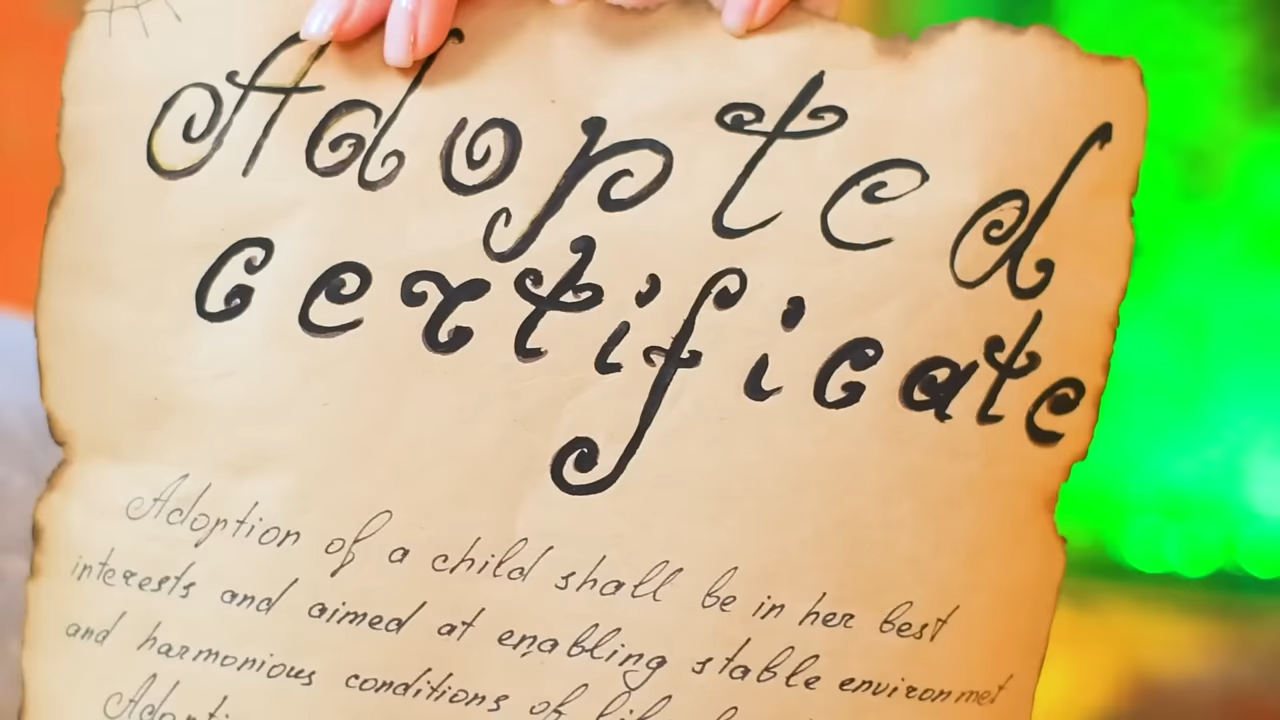 Adopted
certificate
Adoption of a child shall be in her best
interests and aimed at enabling stable environmet
and harmonious conditions of